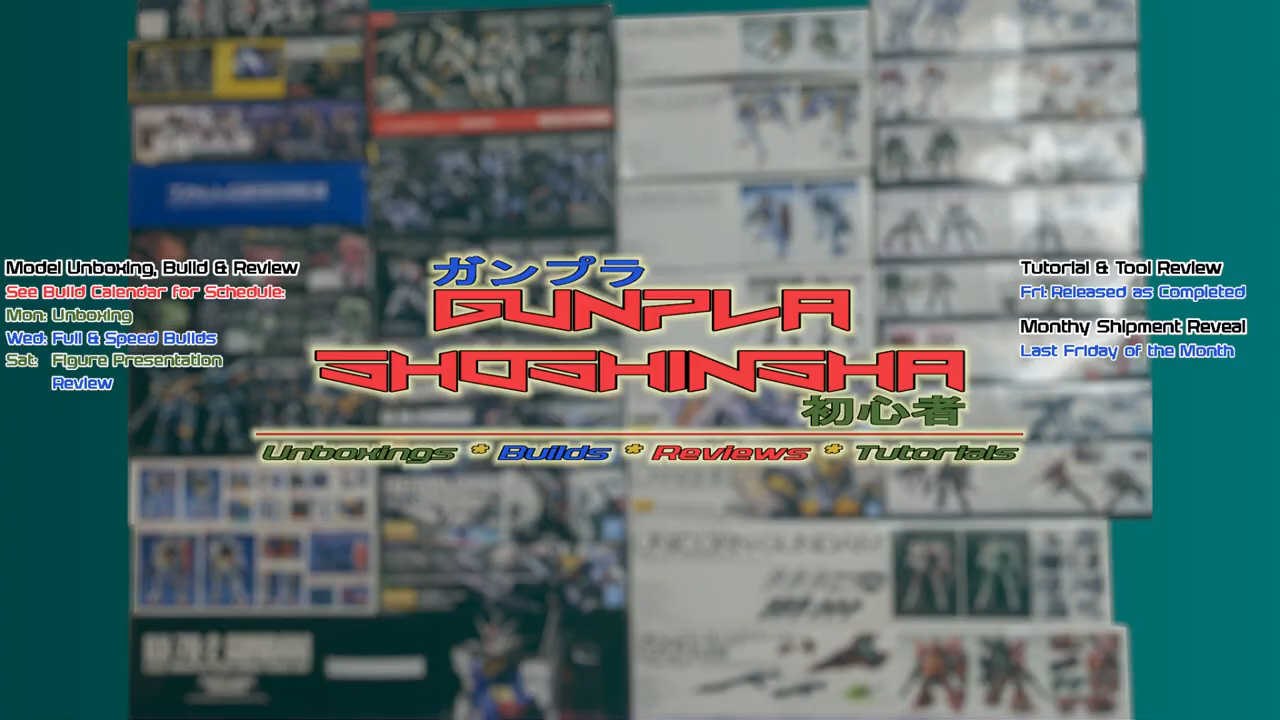 Model Unboxing, Build & Review
See Build Calendar for Schedule:
Mon: Unboxing
Wed: Full & Speed Builds
Sat: Figure Presentation
Review
ガンプラ
GUNPLA
SHOSHINSHA
初心者
Unboxings * Builds * Reviews * Tutorials
Tutorial & Tool Review
Fri: Released as Completed
Monthy Shipment Reveal
Last Friday of the Month